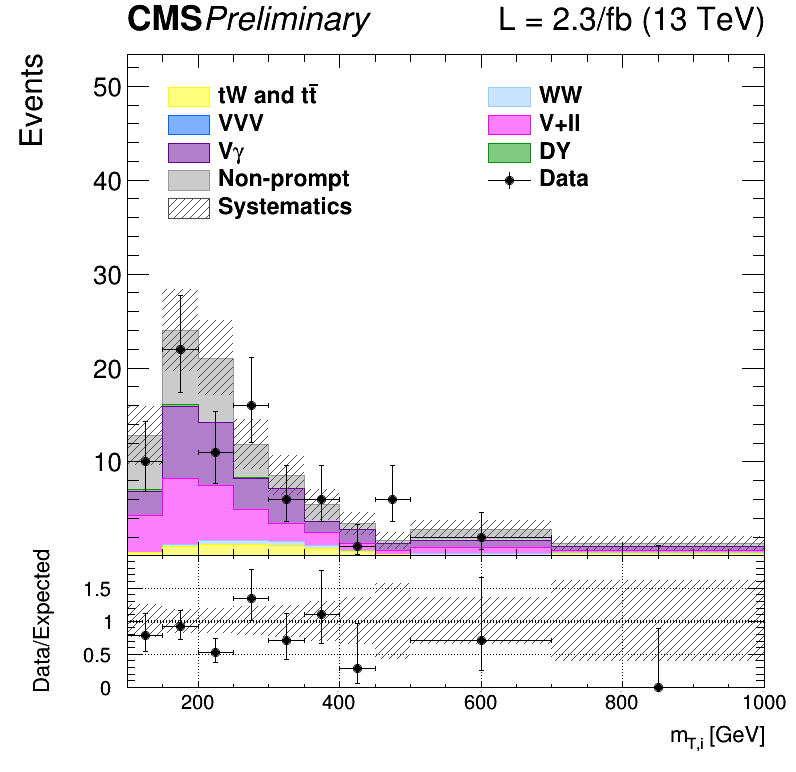 CMS Preliminary L = 2.3/fb (13 TeV)
Events
50
40
30
20
10
tW and tt̄
VVV
Vγ
Non-prompt
Systematics
WW
V+ll
DY
Data
Data/Expected
1.5
1
0.5
0
200 400 600 800 1000
m_T,i [GeV]